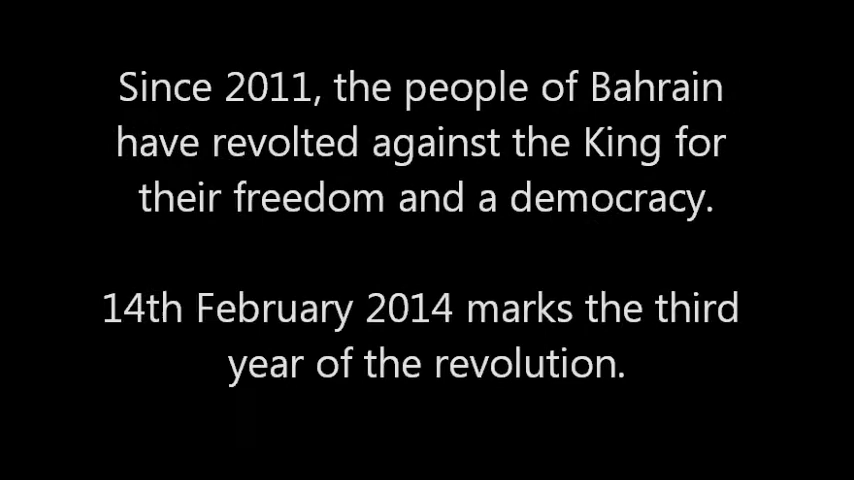 Since 2011, the people of Bahrain
have revolted against the King for
their freedom and a democracy.
14th February 2014 marks the third
year of the revolution.